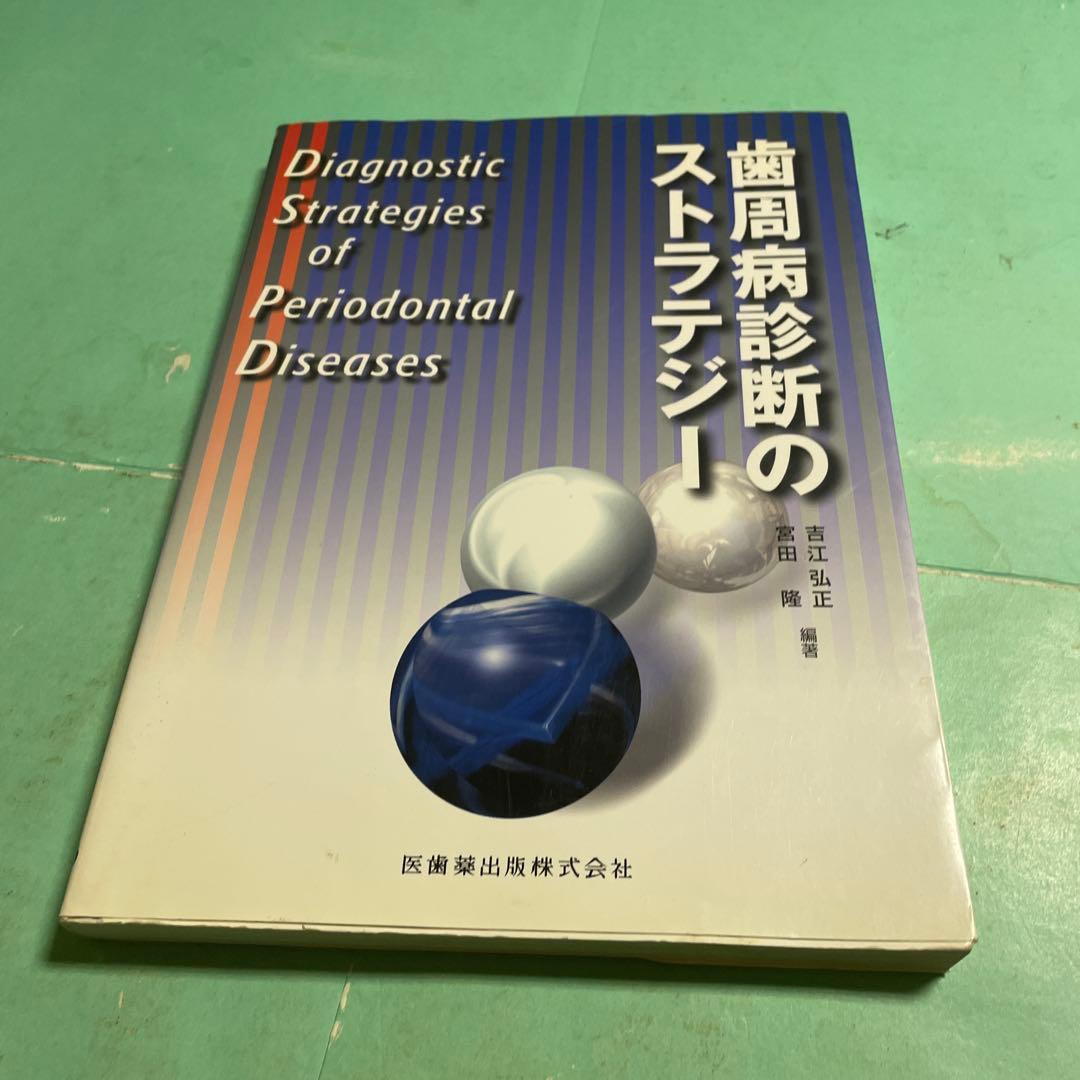 Diagnostic
Strategies
of
Periodontal
Diseases
歯周病診断の
ストラテジー
吉江弘正
宮田 隆
編著
医歯薬出版株式会社